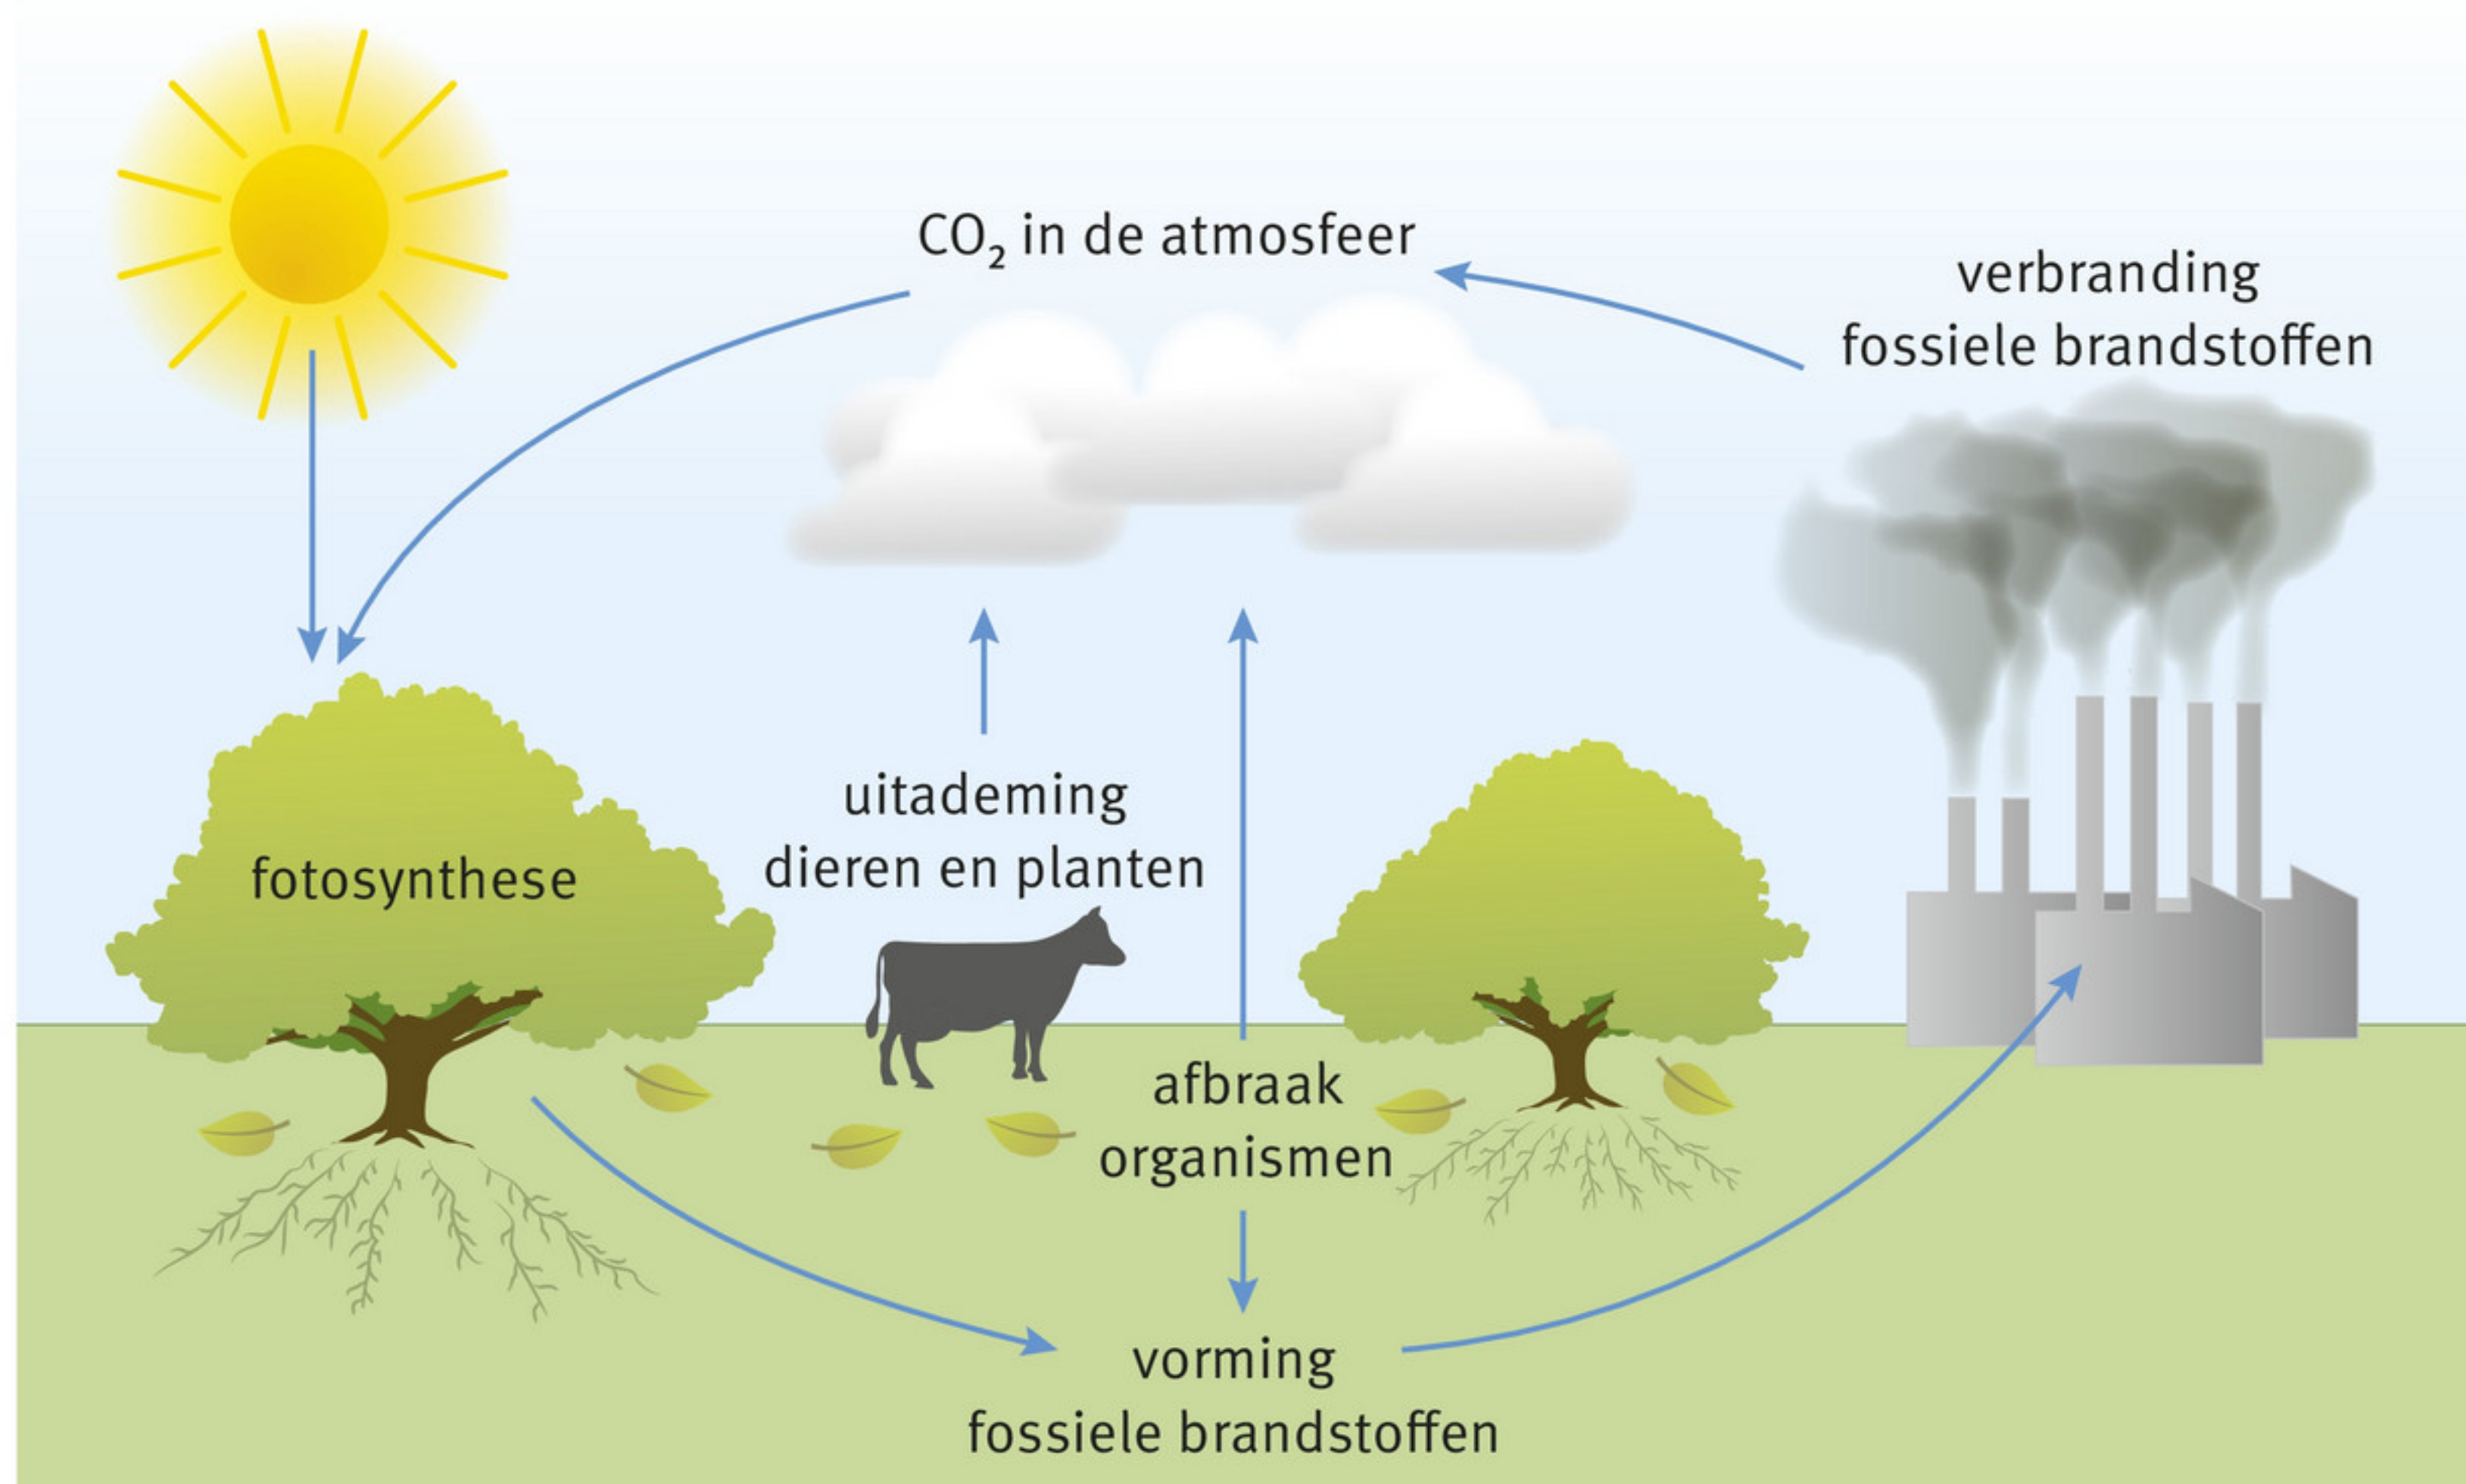 CO₂ in de atmosfeer
verbranding
fossiele brandstoffen
uitademing
dieren en planten
fotosynthese
afbraak
organismen
vorming
fossiele brandstoffen